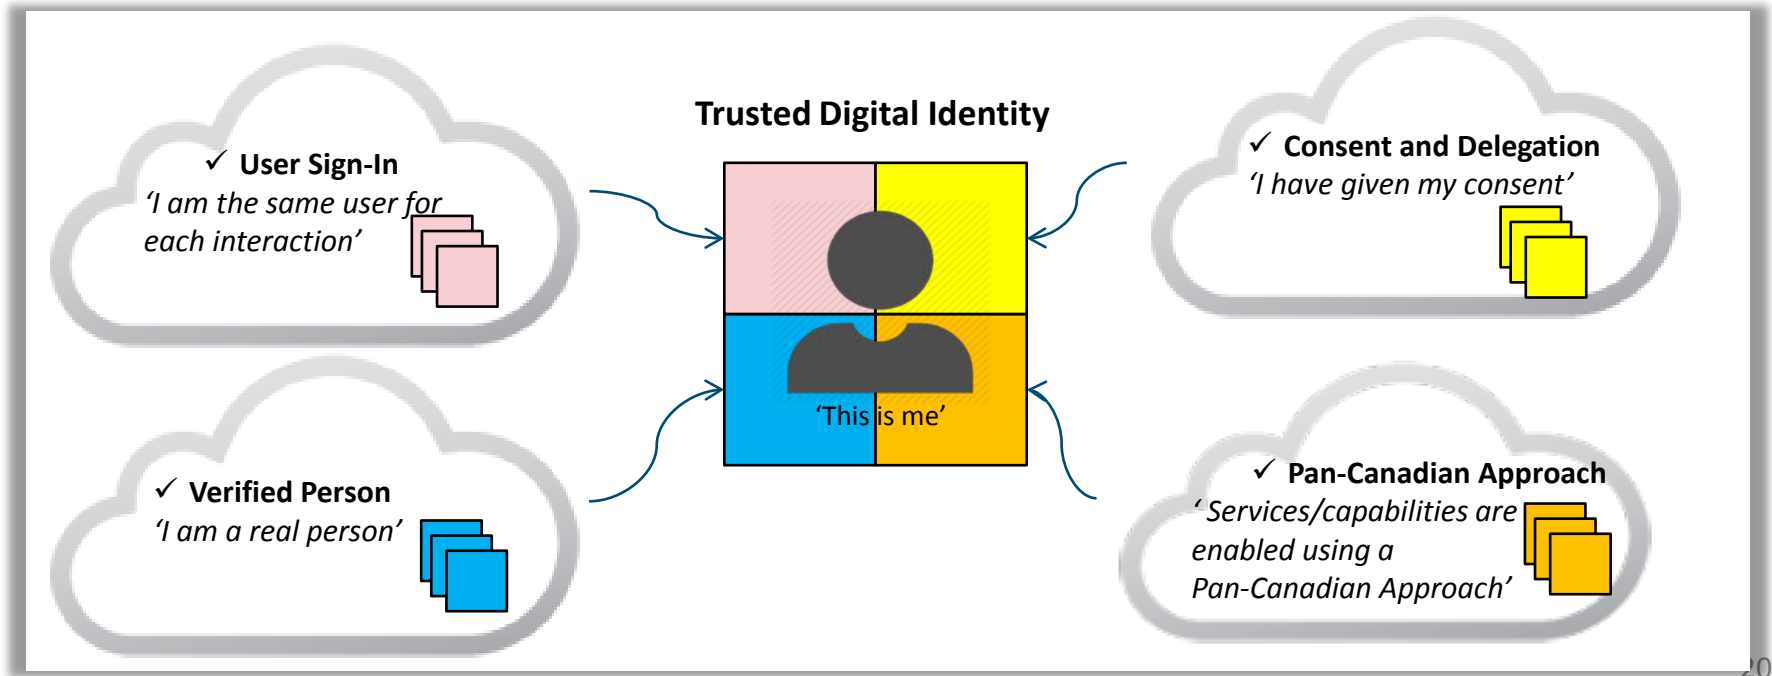 Trusted Digital Identity
✓ User Sign-In
‘I am the same user for
each interaction’
✓ Consent and Delegation
‘I have given my consent’
‘This is me’
✓ Verified Person
‘I am a real person’
✓ Pan-Canadian Approach
‘ Services/capabilities are
enabled using a
Pan-Canadian Approach’
20